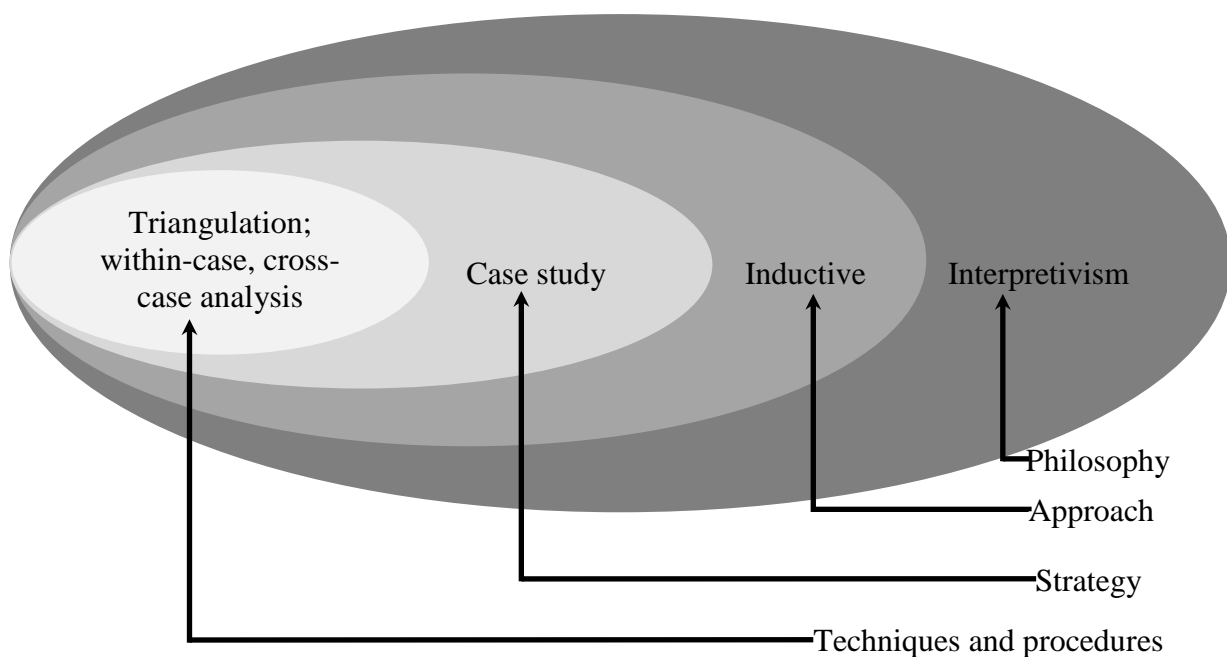 Triangulation;
within-case, cross-
case analysis
Case study
Inductive
Interpretivism
Philosophy
Approach
Strategy
Techniques and procedures